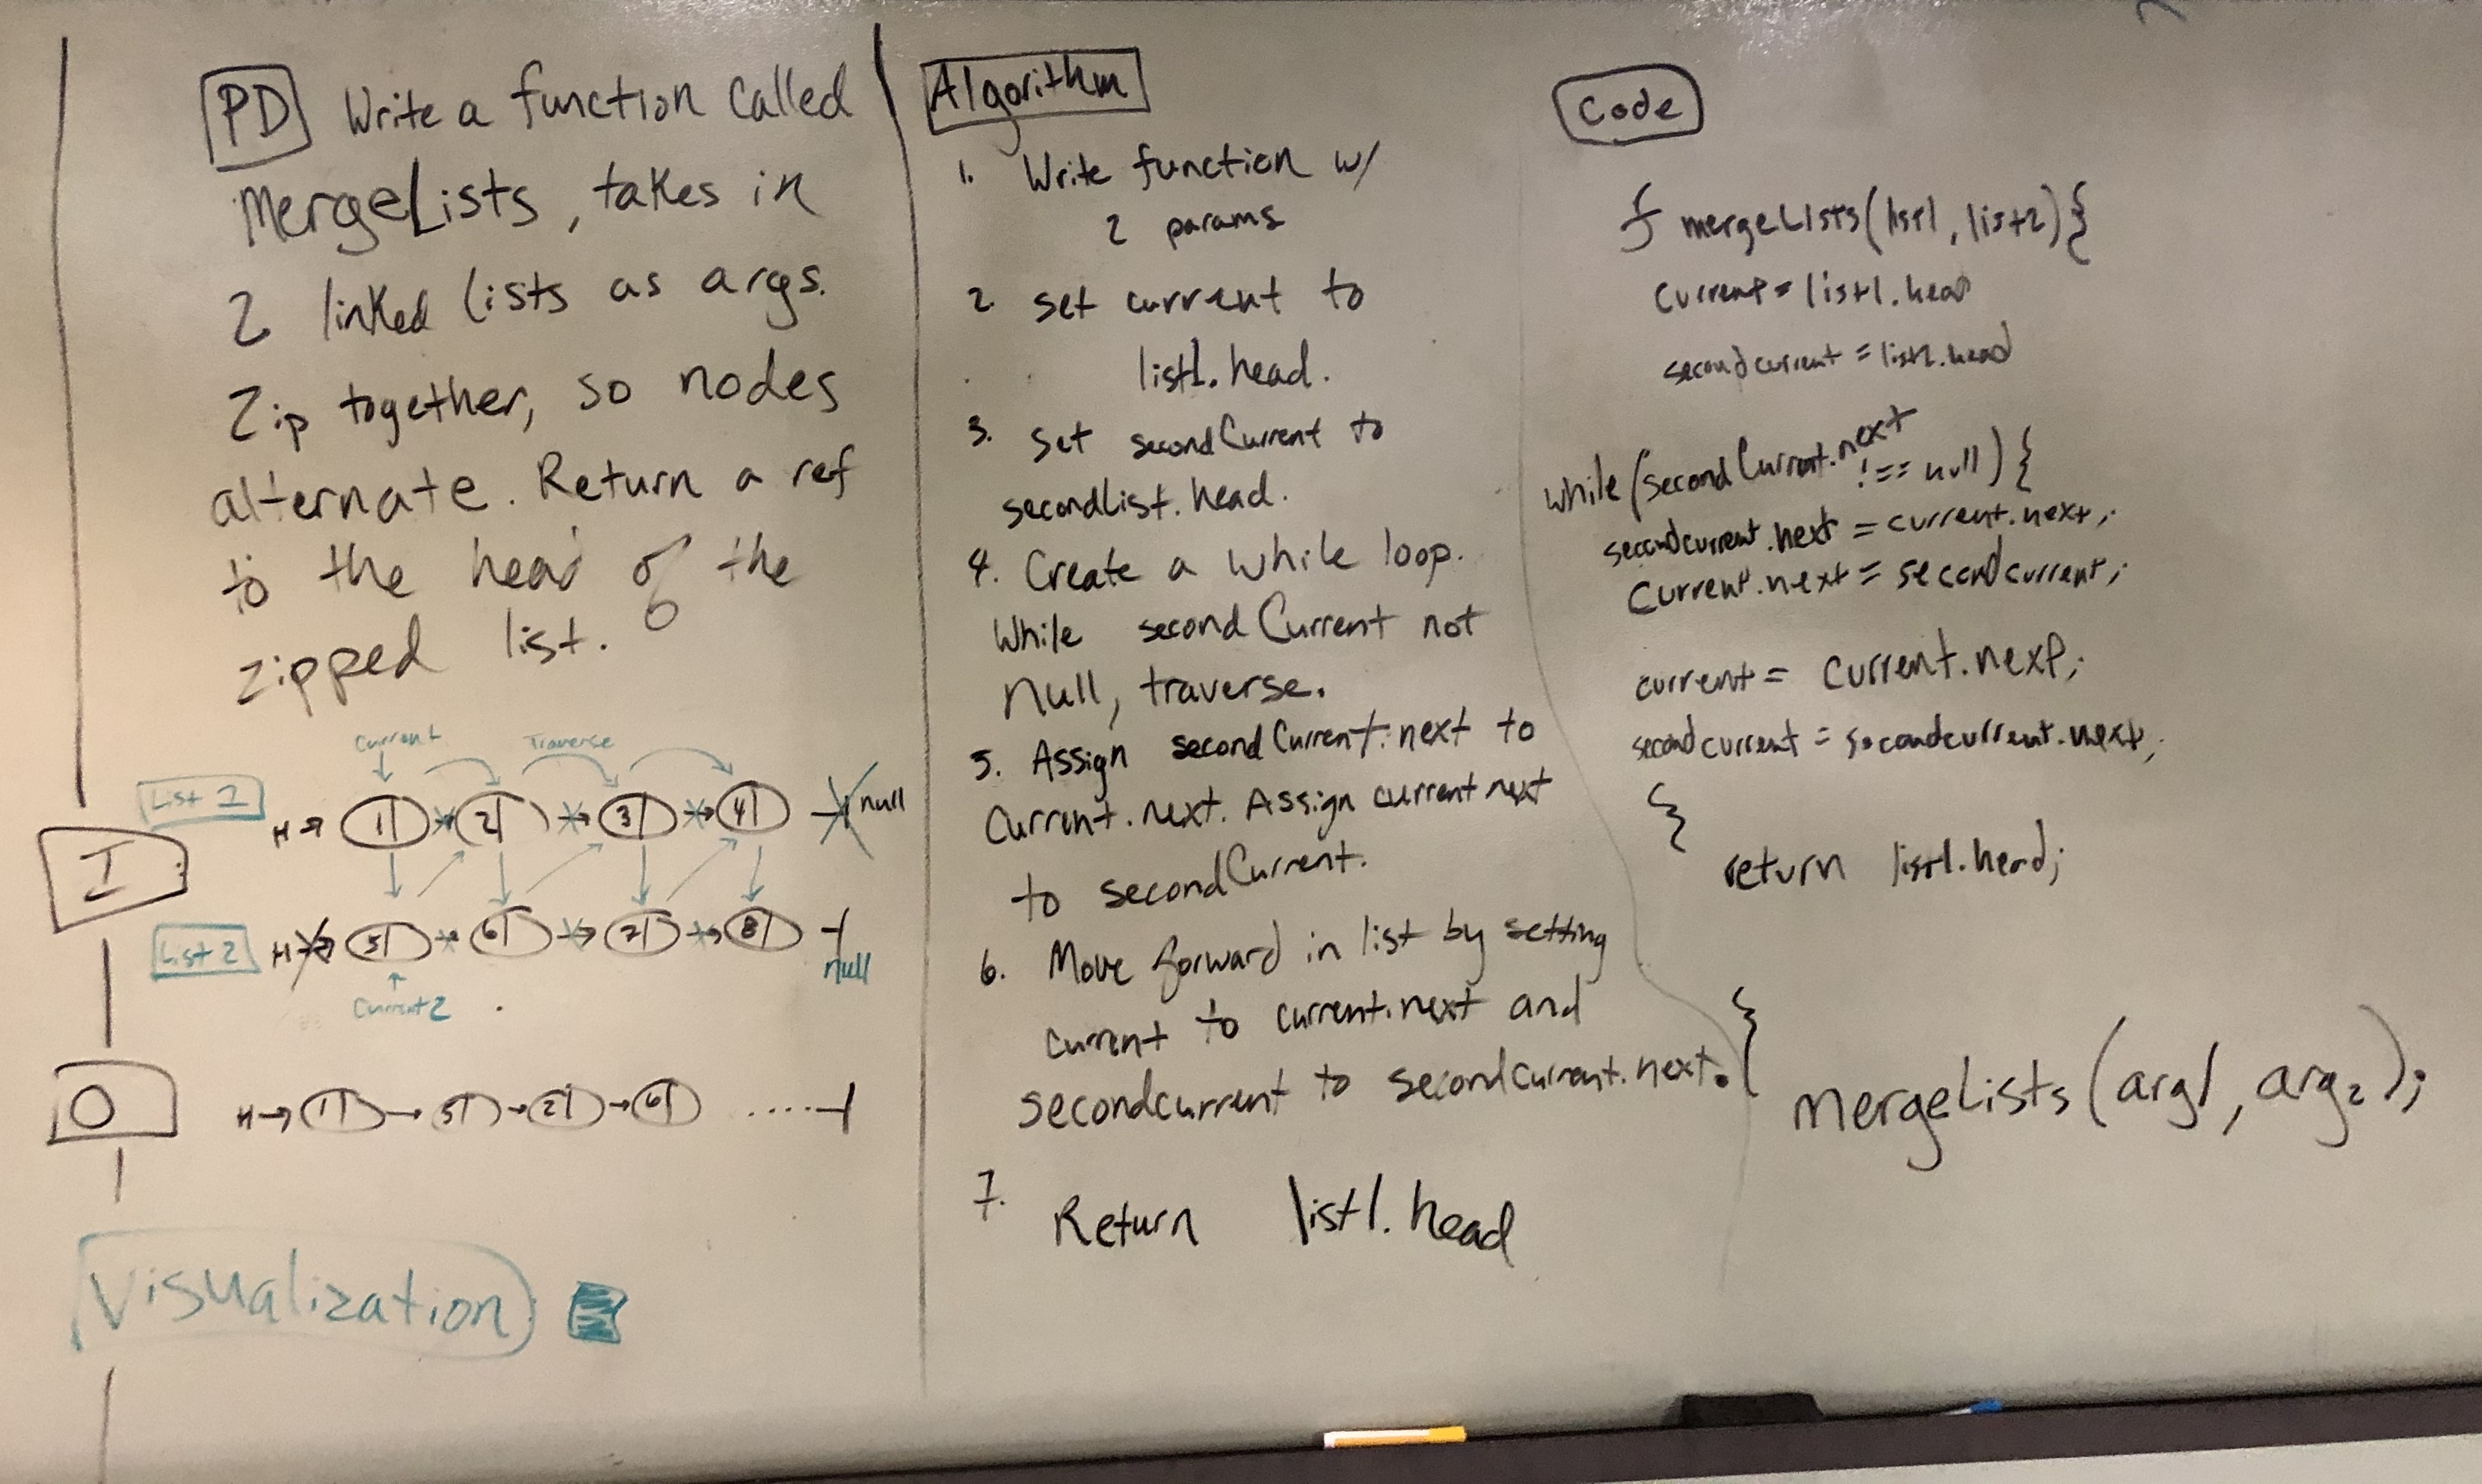 PD Write a function called
MergeLists, takes in
2 linked lists as args.
Zip together, so nodes
alternate. Return a ref
to the head of the
zipped list.
Current Traverse
List 1
H→ 1 2 3 4 null
I
List 2
H→ 5 6 7 8
null
Current2
O H→ 1 → 5 → 2 → 6 .....
Visualization
Algorithm
1. Write function w/
2 params
2. set current to
list1.head.
3. Set secondCurrent to
secondList.head.
4. Create a while loop.
While secondCurrent not
Null, traverse.
5. Assign secondCurrent.next to
Current.next. Assign current next
to secondCurrent.
6. Move forward in list by setting
current to current.next and
secondcurrent to secondcurrent.next.
7. Return list1.head
Code
f mergeLists(list1, list2){
Current = list1.head
secondcurrent = list2.head
while (secondCurrent.next
!== null) {
secondcurrent.next = current.next;
Current.next = secondcurrent;
current = Current.next;
secondcurrent = secondcurrent.next;
}
return list1.head;
}
MergeLists(arg1, arg2);